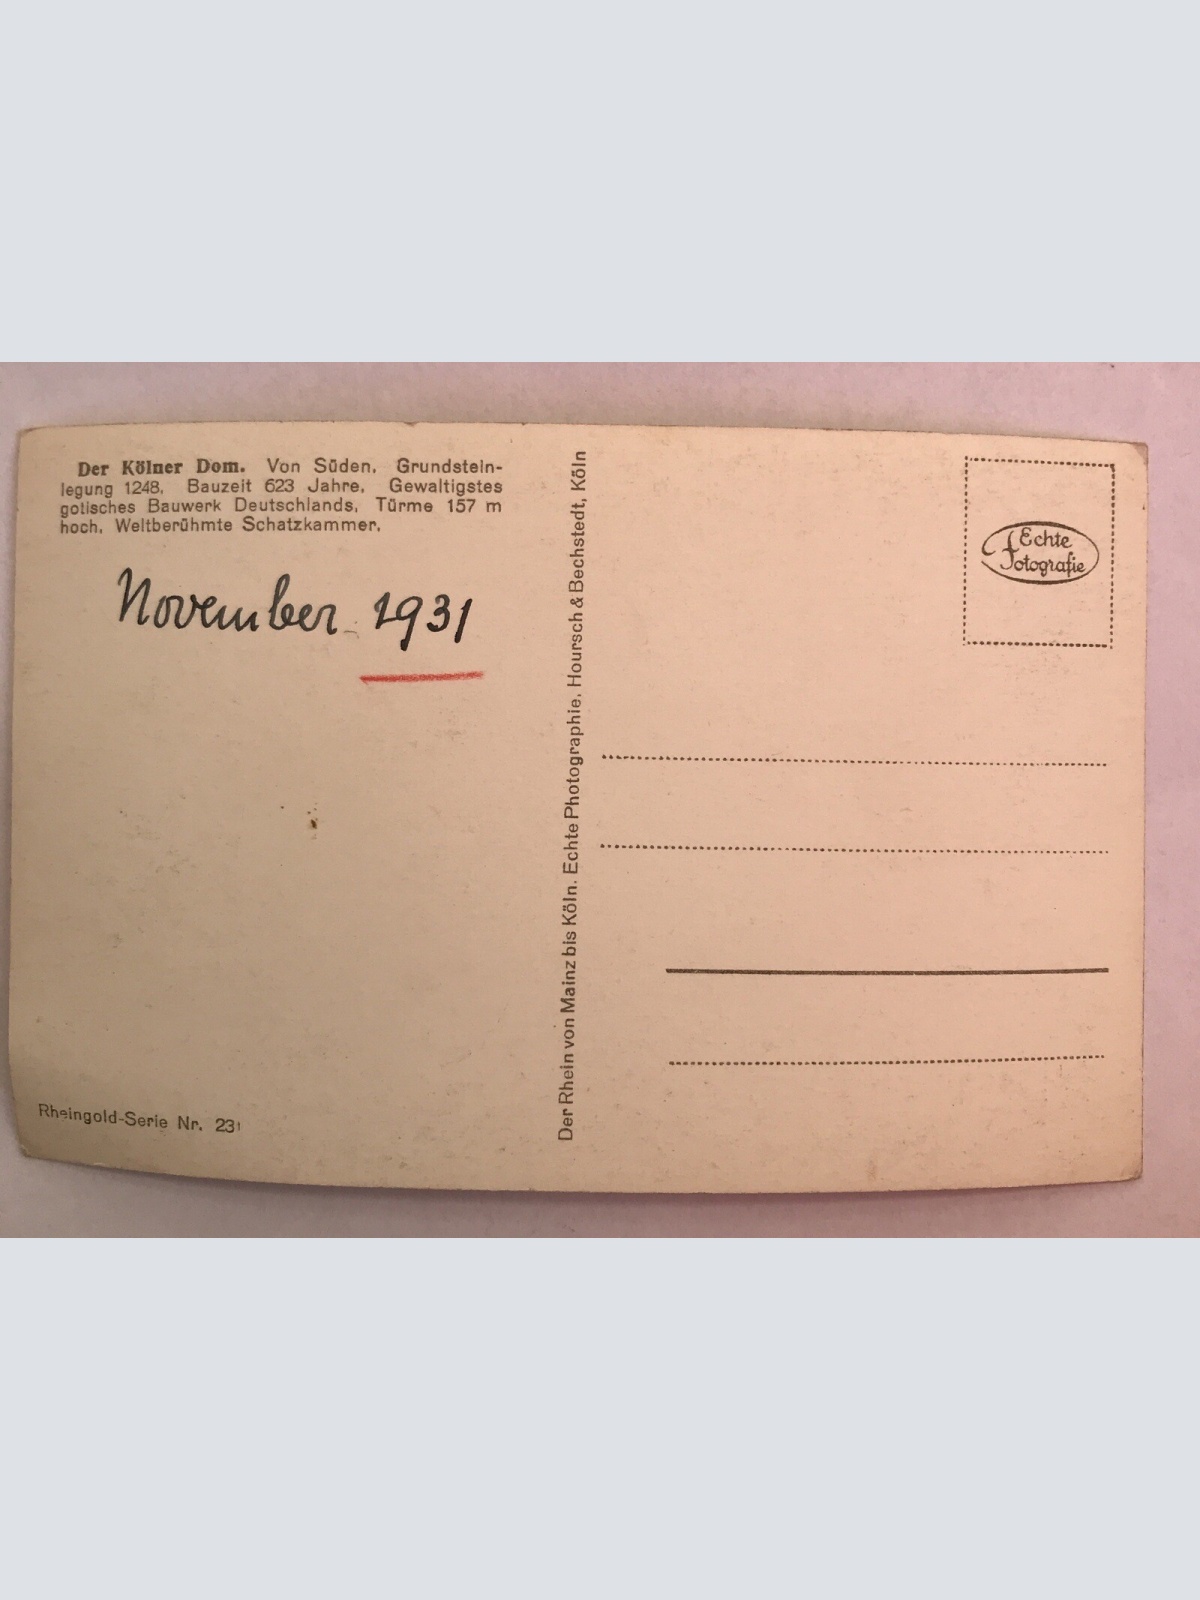 Der Kölner Dom. Von Süden. Grundstein-
legung 1248. Bauzeit 623 Jahre. Gewaltigstes
gotisches Bauwerk Deutschlands. Türme 157 m
hoch. Weltberühmte Schatzkammer.
November 1931
Rheingold-Serie Nr. 231
Der Rhein von Mainz bis Köln. Echte Photographie. Hoursch & Bechstedt, Köln
Echte
Fotografie